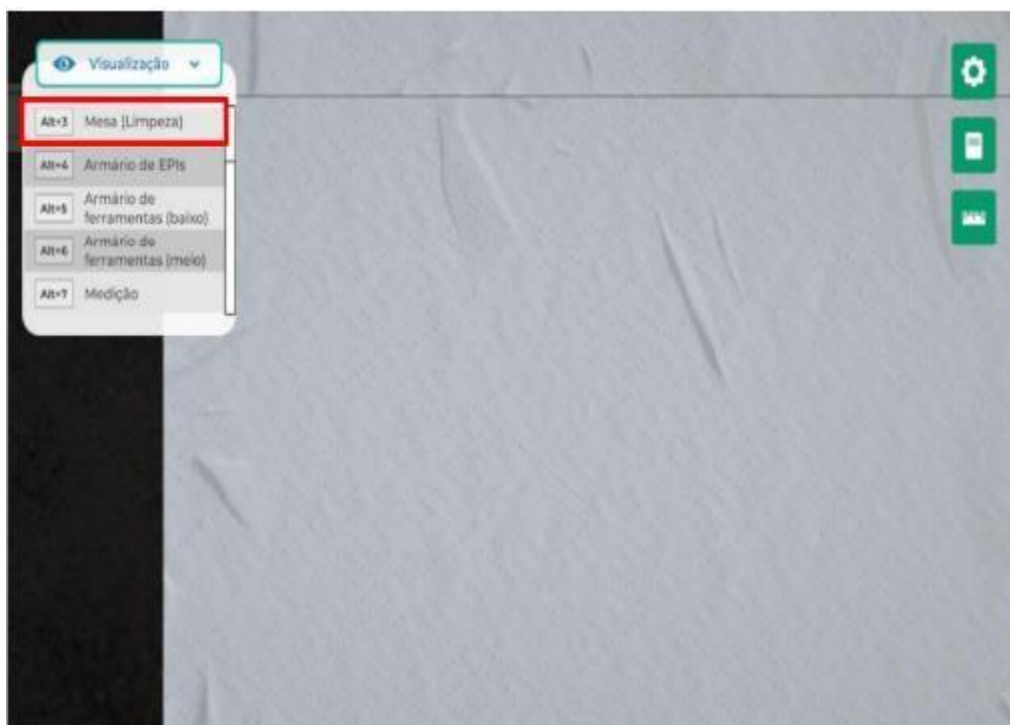 Visualização
Alt+3 Mesa (Limpeza)
Alt+4 Armário de EPIs
Alt+5 Armário de
ferramentas (baixo)
Alt+6 Armário de
ferramentas (meio)
Alt+7 Medição